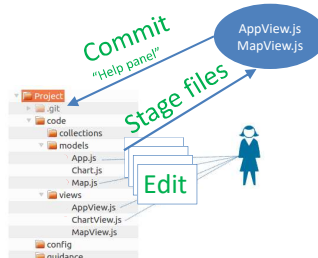 Commit
"Help panel"
AppView.js
MapView.js
Stage files
Project
.git
code
collections
models
App.js
Chart.js
Map.js
Edit
views
AppView.js
ChartView.js
MapView.js
config
guidance